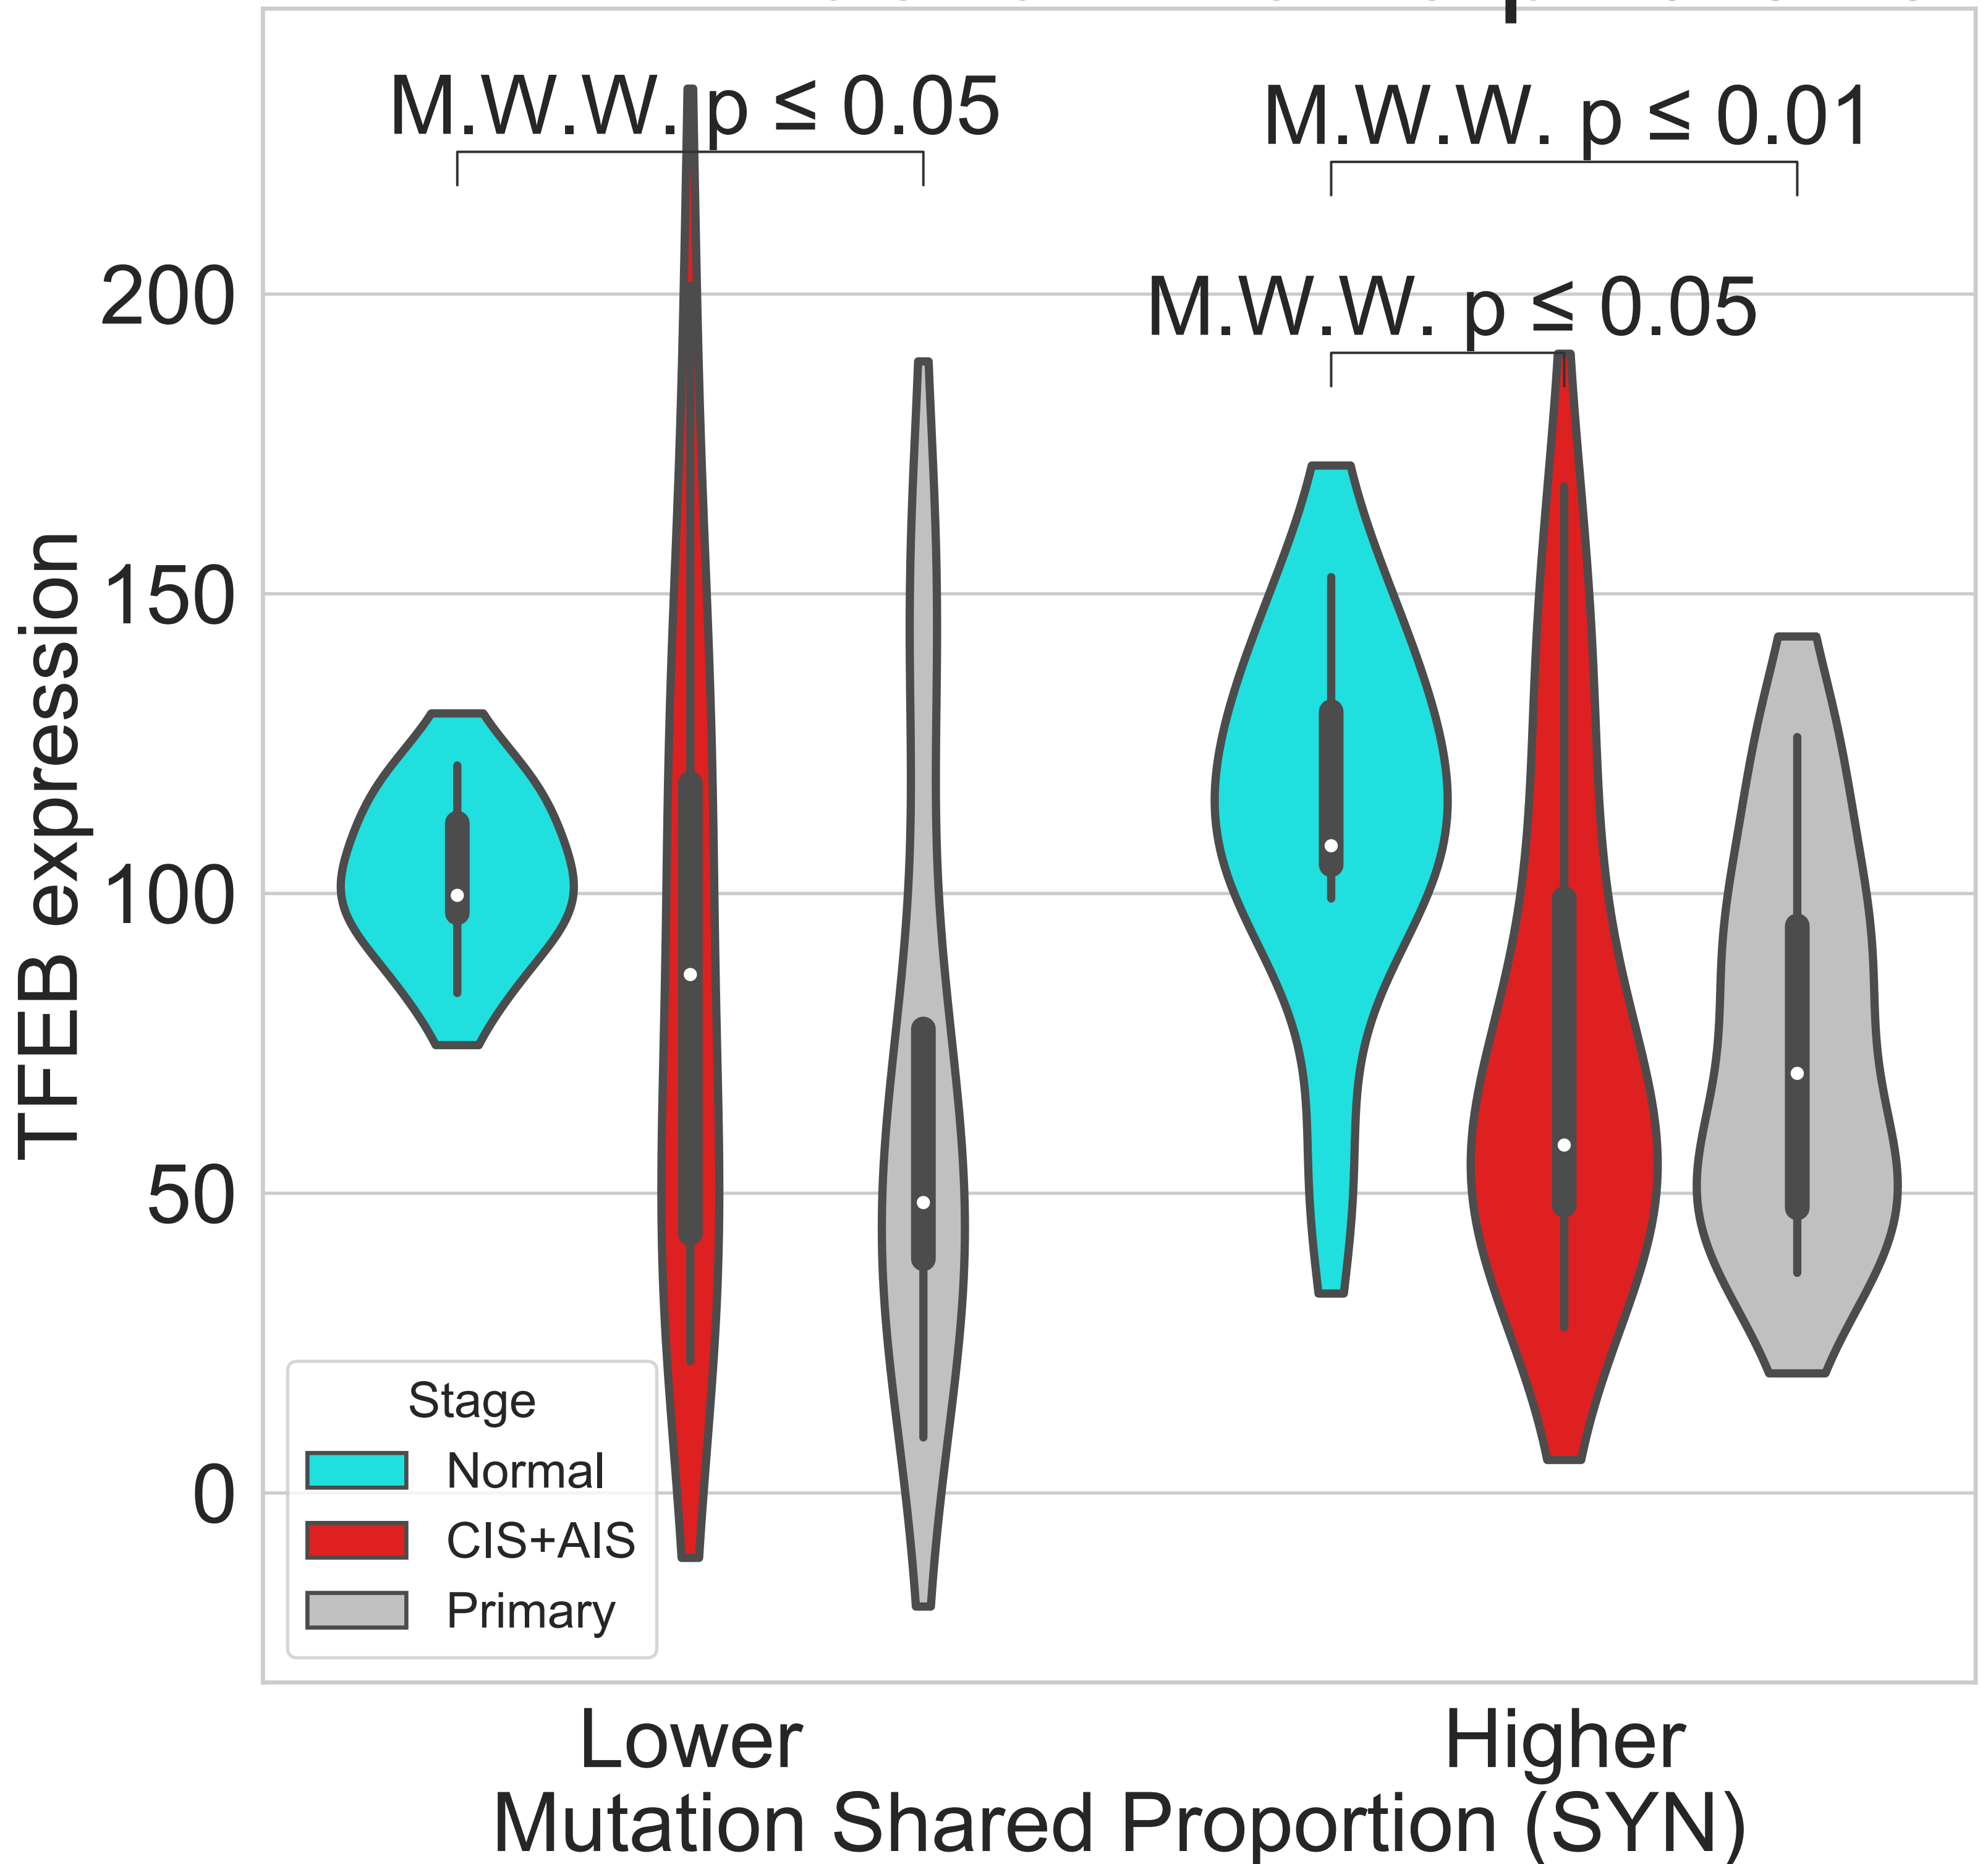 M.W.W. p ≤ 0.05
M.W.W. p ≤ 0.01
M.W.W. p ≤ 0.05
200
150
100
50
0
TFEB expression
Stage
Normal
CIS+AIS
Primary
Lower
Higher
Mutation Shared Proportion (SYN)